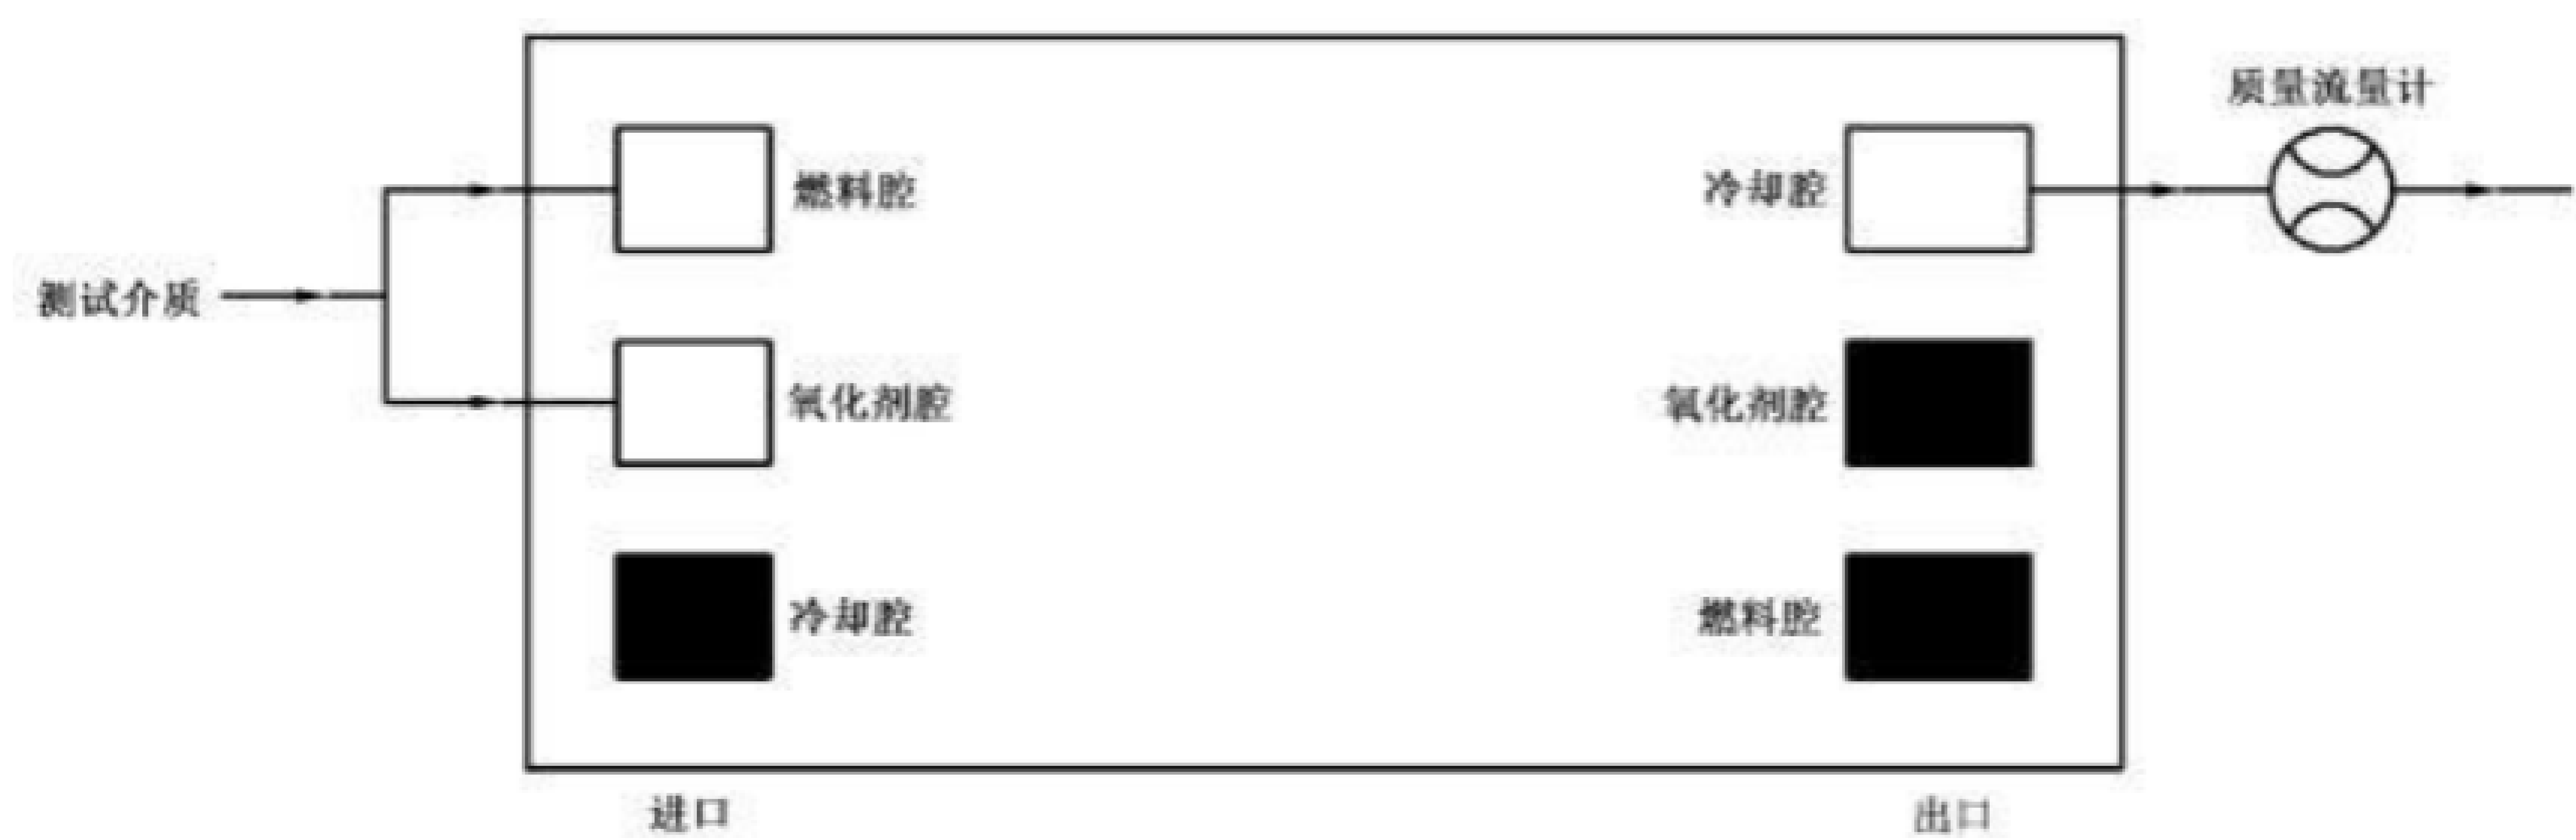 质量流量计
燃料腔
冷却腔
测试介质
氧化剂腔
氧化剂腔
冷却腔
燃料腔
进口
出口